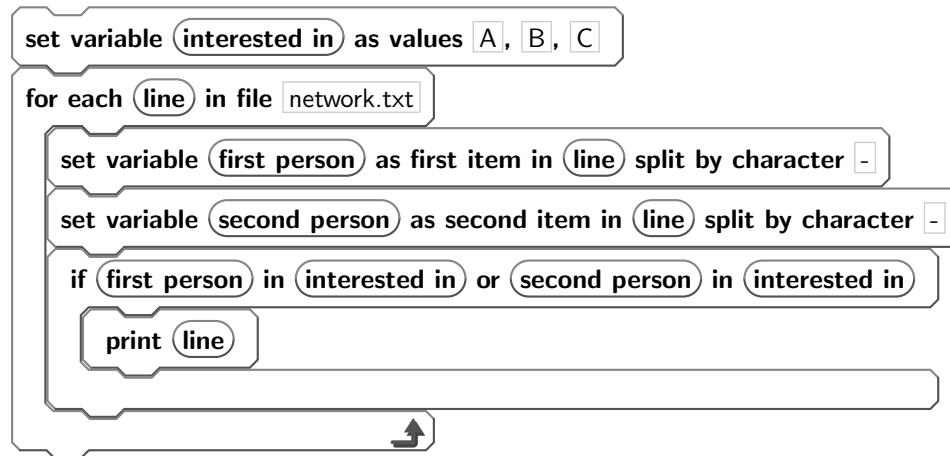 set variable interested in as values A, B, C
for each line in file network.txt
set variable first person as first item in line split by character -
set variable second person as second item in line split by character -
if first person in interested in or second person in interested in
print line